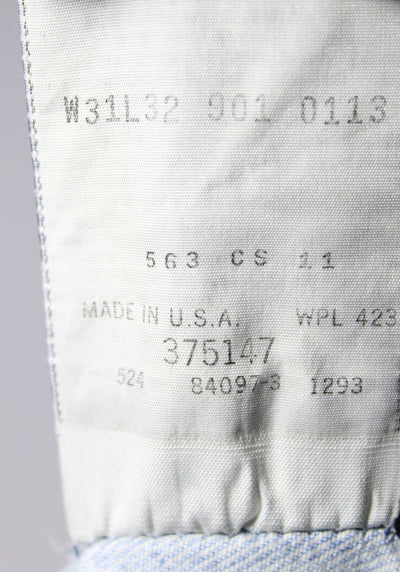 W31L32 901 0113
563 CS 11
MADE IN U.S.A. WPL 423
375147
524 84097-3 1293